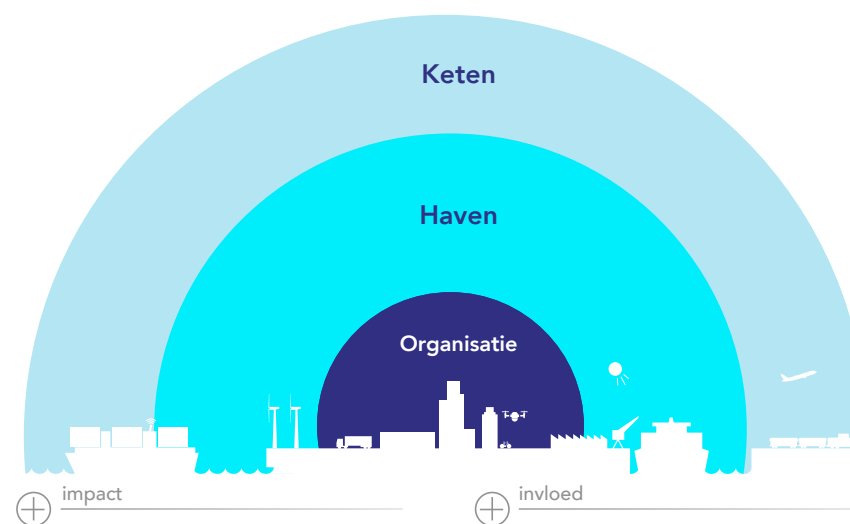 Keten
Haven
Organisatie
impact
invloed